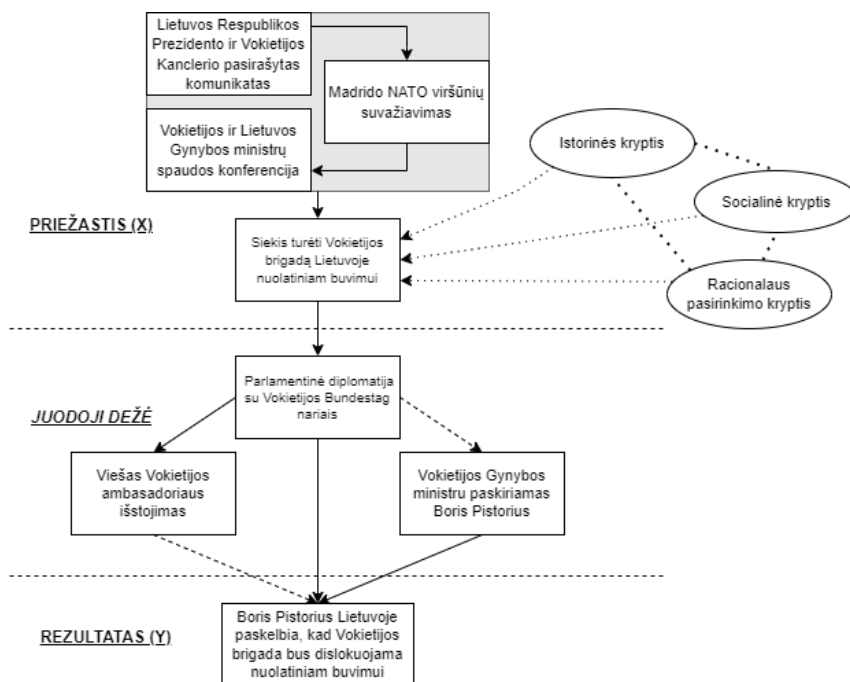 Lietuvos Respublikos
Prezidento ir Vokietijos
Kanclerio pasirašytas
komunikatas
Madrido NATO viršūnių
suvažiavimas
Vokietijos ir Lietuvos
Gynybos ministrų
spaudos konferencija
Istorinės kryptis
Socialinė kryptis
Racionalaus
pasirinkimo kryptis
PRIEŽASTIS (X)
Siekis turėti Vokietijos
brigadą Lietuvoje
nuolatiniam buvimui
Parlamentinė diplomatija
su Vokietijos Bundestag
nariais
JUODOJI DEŽĖ
Viešas Vokietijos
ambasadoriaus
išstojimas
Vokietijos Gynybos
ministru paskiriamas
Boris Pistorius
REZULTATAS (Y)
Boris Pistorius Lietuvoje
paskelbia, kad Vokietijos
brigada bus dislokuojama
nuolatiniam buvimui